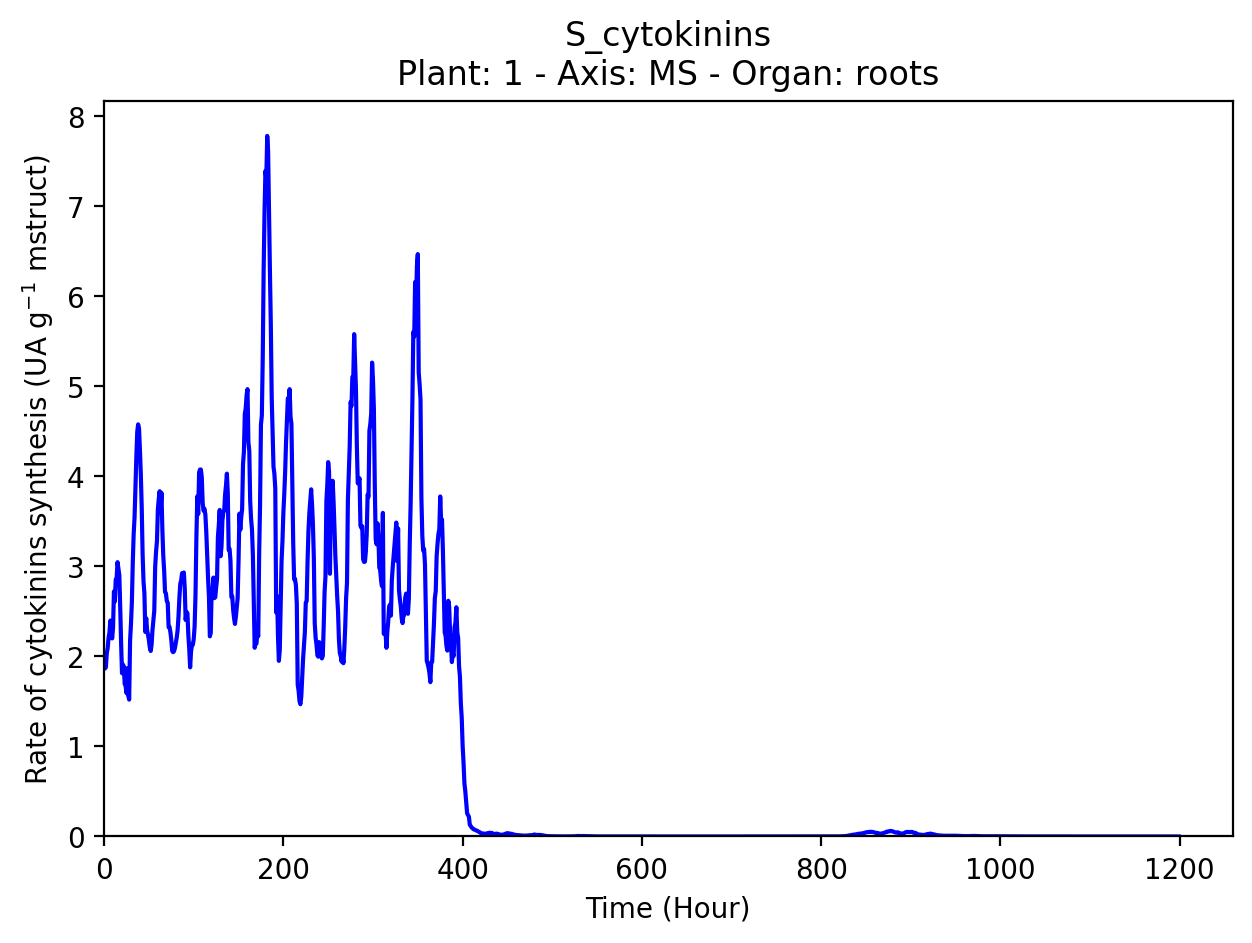 S_cytokinins
Plant: 1 - Axis: MS - Organ: roots
Rate of cytokinins synthesis (UA g⁻¹ mstruct)
8
7
6
5
4
3
2
1
0
0 200 400 600 800 1000 1200
Time (Hour)